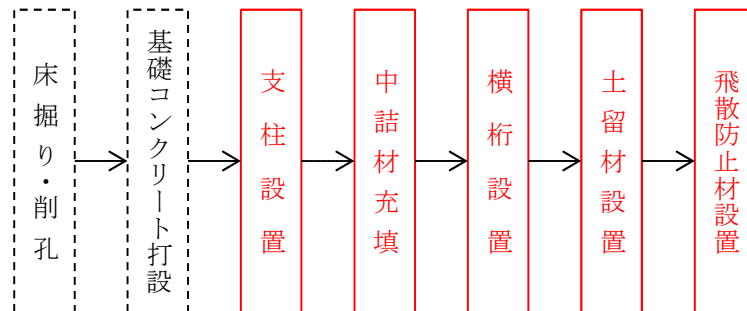 床掘り・削孔
基礎コンクリート打設
支柱設置
中詰材充填
横桁設置
土留材設置
飛散防止材設置